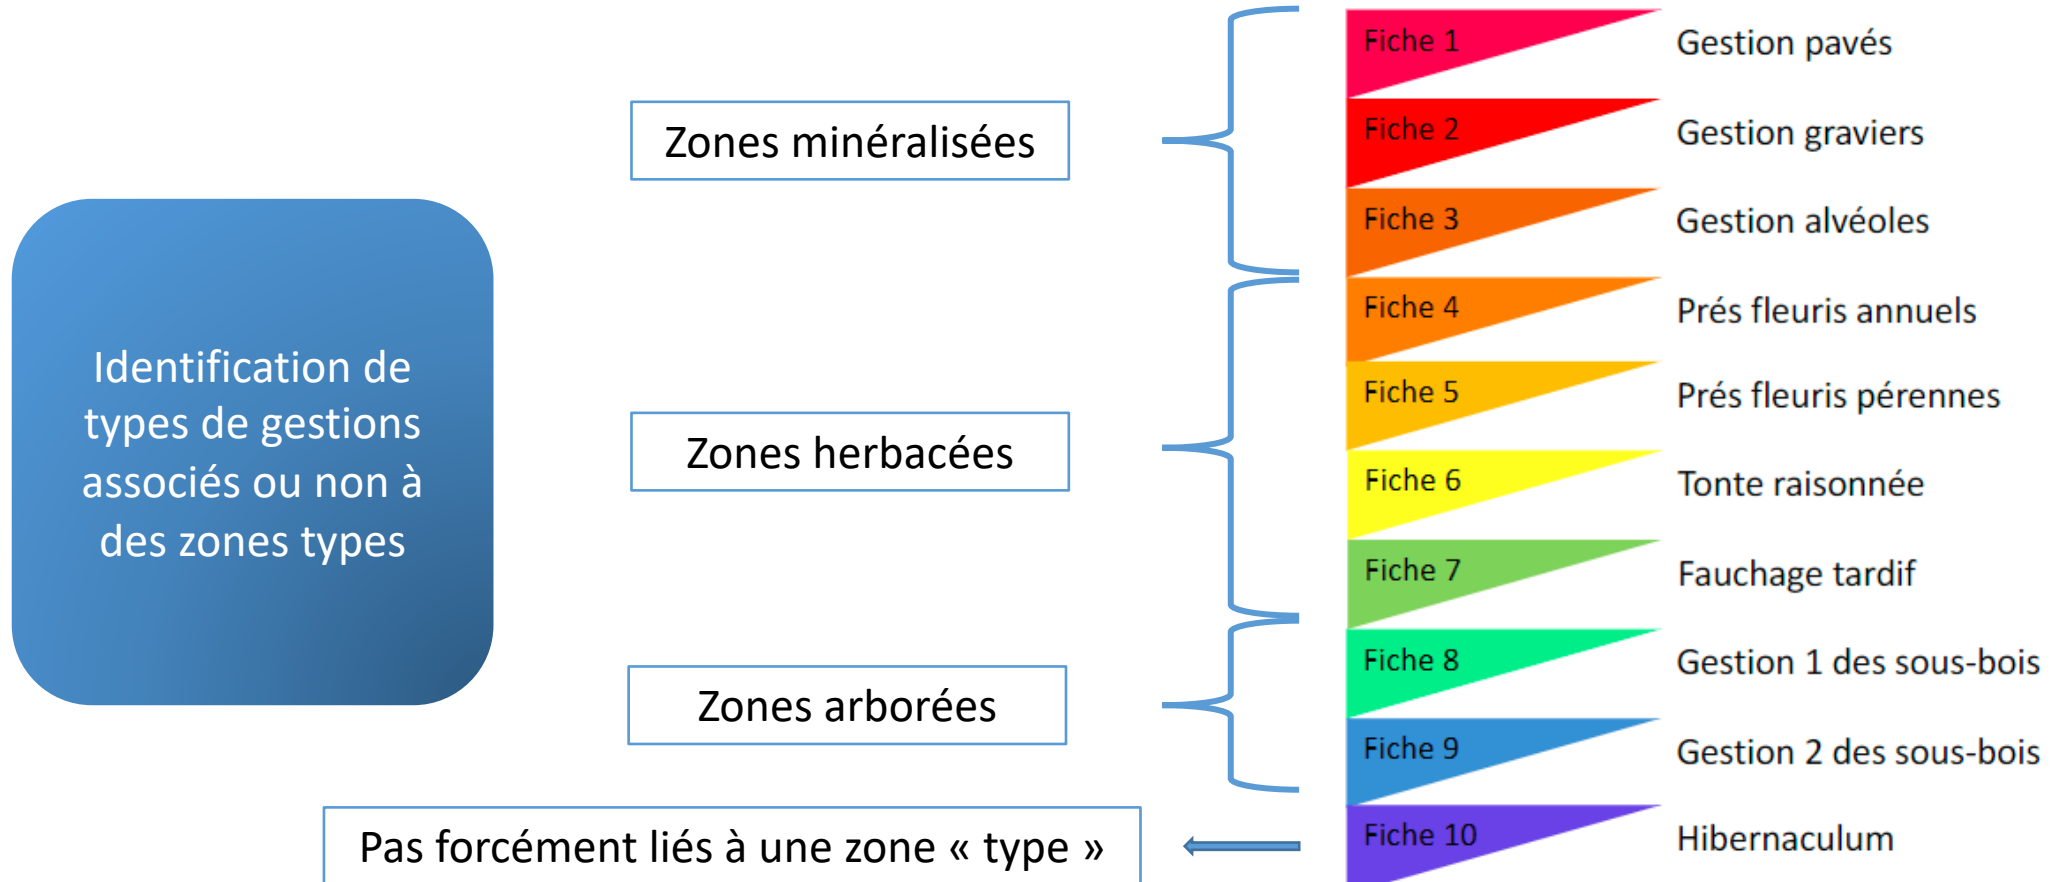 Identification de
types de gestions
associés ou non à
des zones types
Zones minéralisées
Zones herbacées
Zones arborées
Pas forcément liés à une zone « type »
Fiche 1 Gestion pavés
Fiche 2 Gestion graviers
Fiche 3 Gestion alvéoles
Fiche 4 Prés fleuris annuels
Fiche 5 Prés fleuris pérennes
Fiche 6 Tonte raisonnée
Fiche 7 Fauchage tardif
Fiche 8 Gestion 1 des sous-bois
Fiche 9 Gestion 2 des sous-bois
Fiche 10 Hibernaculum